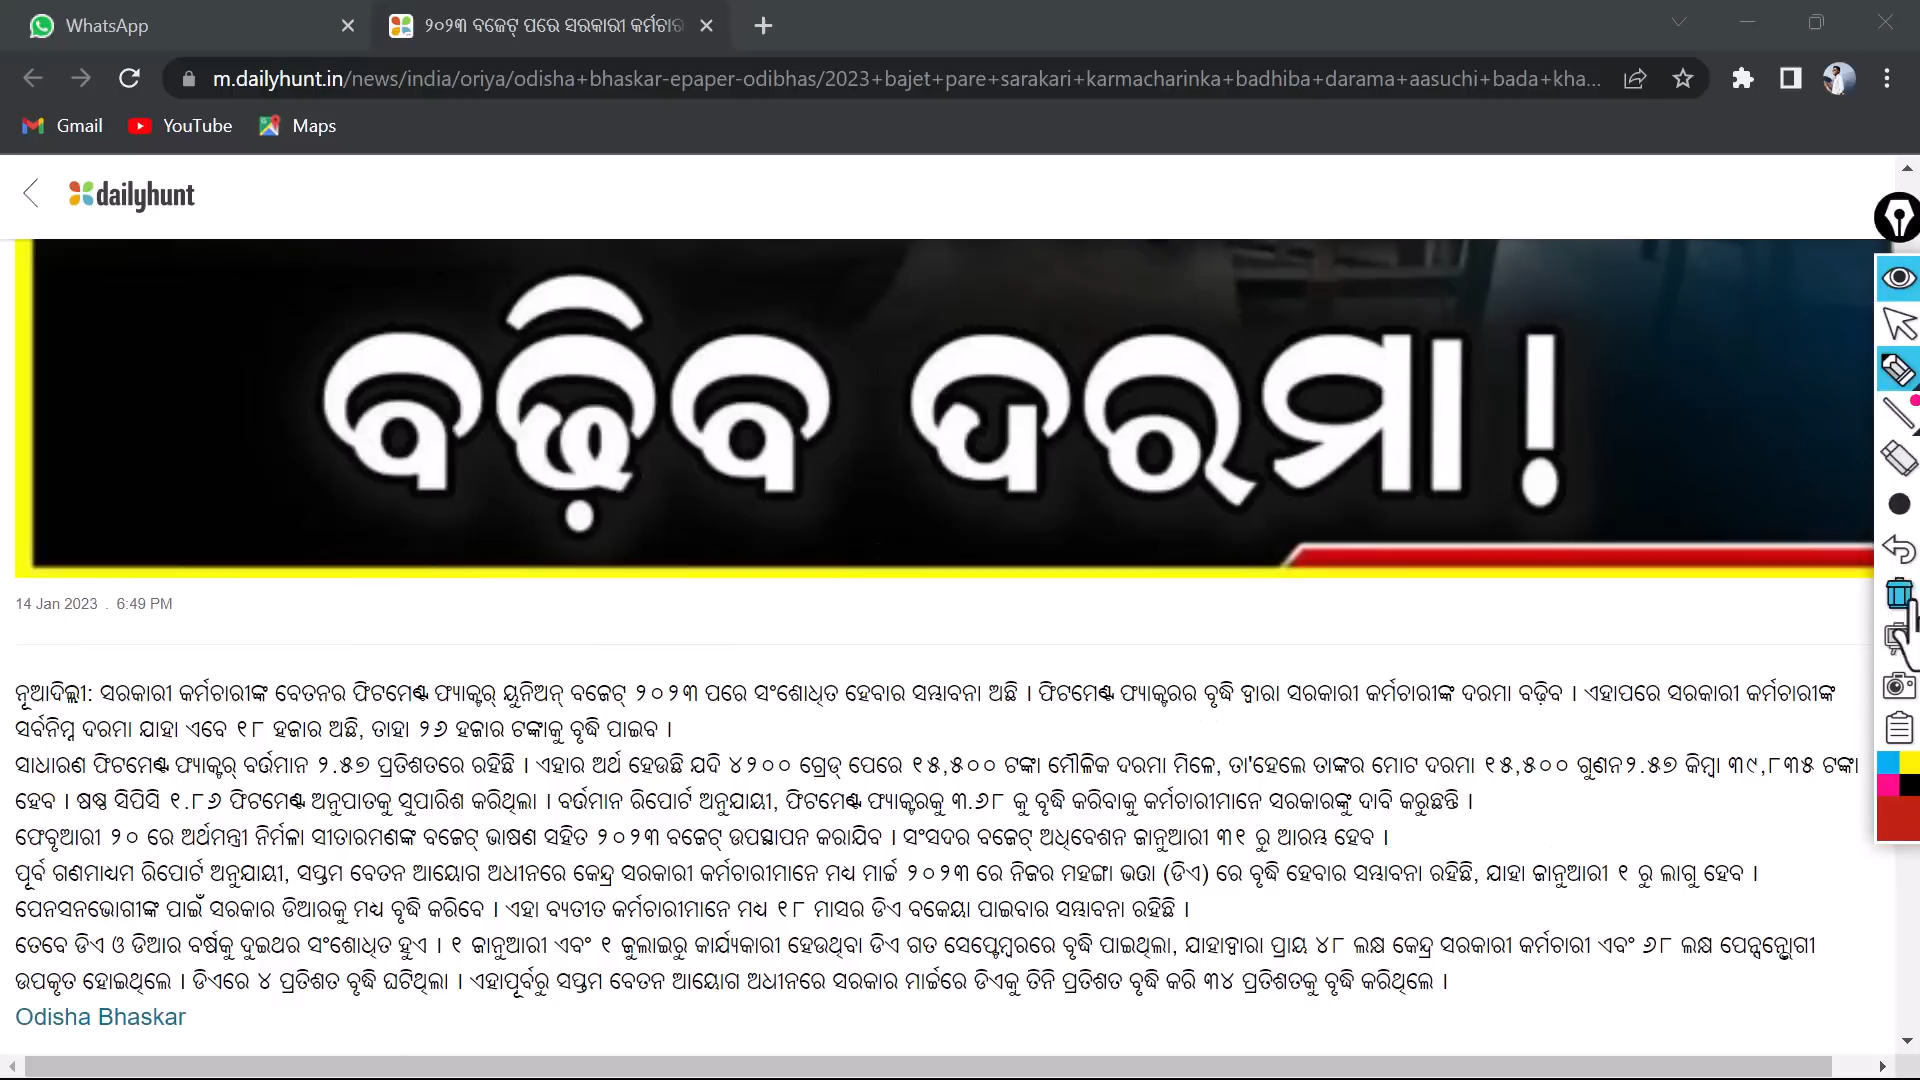 WhatsApp
୨୦୨୩ ବଜେଟ୍ ପରେ ସରକାରୀ କର୍ମଚାରୀ
m.dailyhunt.in/news/india/oriya/odisha+bhaskar-epaper-odibhas/2023+bajet+pare+sarakari+karmacharinka+badhiba+darama+aasuchi+bada+kha...
Gmail YouTube Maps
dailyhunt
ବଢ଼ିବ ଦରମା !
14 Jan 2023 . 6:49 PM
ନୂଆଦିଲ୍ଲୀ: ସରକାରୀ କର୍ମଚାରୀଙ୍କ ବେତନର ଫିଟମେଣ୍ଟ ଫ୍ୟାକ୍ଟର୍ ୟୁନିଅନ୍ ବଜେଟ୍ ୨୦୨୩ ପରେ ସଂଶୋଧିତ ହେବାର ସମ୍ଭାବନା ଅଛି । ଫିଟମେଣ୍ଟ ଫ୍ୟାକ୍ଟରର ବୃଦ୍ଧି ଦ୍ୱାରା ସରକାରୀ କର୍ମଚାରୀଙ୍କ ଦରମା ବଢ଼ିବ । ଏହାପରେ ସରକାରୀ କର୍ମଚାରୀଙ୍କ
ସର୍ବନିମ୍ନ ଦରମା ଯାହା ଏବେ ୧୮ ହଜାର ଅଛି, ତାହା ୨୬ ହଜାର ଟଙ୍କାକୁ ବୃଦ୍ଧି ପାଇବ ।
ସାଧାରଣ ଫିଟମେଣ୍ଟ ଫ୍ୟାକ୍ଟର୍ ବର୍ତ୍ତମାନ ୨.୫୭ ପ୍ରତିଶତରେ ରହିଛି । ଏହାର ଅର୍ଥ ହେଉଛି ଯଦି ୪୨୦୦ ଗ୍ରେଡ୍ ପେରେ ୧୫,୫୦୦ ଟଙ୍କା ମୌଳିକ ଦରମା ମିଳେ, ତା'ହେଲେ ତାଙ୍କର ମୋଟ ଦରମା ୧୫,୫୦୦ ଗୁଣନ୨.୫୭ କିମ୍ବା ୩୯,୮୩୫ ଟଙ୍କା
ହେବ । ଷଷ୍ଠ ସିପିସି ୧.୮୬ ଫିଟମେଣ୍ଟ ଅନୁପାତକୁ ସୁପାରିଶ କରିଥିଲା । ବର୍ତ୍ତମାନ ରିପୋର୍ଟ ଅନୁଯାୟୀ, ଫିଟମେଣ୍ଟ ଫ୍ୟାକ୍ଟରକୁ ୩.୬୮ କୁ ବୃଦ୍ଧି କରିବାକୁ କର୍ମଚାରୀମାନେ ସରକାରଙ୍କୁ ଦାବି କରୁଛନ୍ତି ।
ଫେବୃଆରୀ ୨୦ ରେ ଅର୍ଥମନ୍ତ୍ରୀ ନିର୍ମଳା ସୀତାରମଣଙ୍କ ବଜେଟ୍ ଭାଷଣ ସହିତ ୨୦୨୩ ବଜେଟ୍ ଉପସ୍ଥାପନ କରାଯିବ । ସଂସଦର ବଜେଟ୍ ଅଧିବେଶନ ଜାନୁଆରୀ ୩୧ ରୁ ଆରମ୍ଭ ହେବ ।
ପୂର୍ବ ଗଣମାଧ୍ୟମ ରିପୋର୍ଟ ଅନୁଯାୟୀ, ସପ୍ତମ ବେତନ ଆୟୋଗ ଅଧୀନରେ କେନ୍ଦ୍ର ସରକାରୀ କର୍ମଚାରୀମାନେ ମଧ୍ୟ ମାର୍ଚ୍ଚ ୨୦୨୩ ରେ ନିଜର ମହଙ୍ଗା ଭତ୍ତା (ଡିଏ) ରେ ବୃଦ୍ଧି ହେବାର ସମ୍ଭାବନା ରହିଛି, ଯାହା ଜାନୁଆରୀ ୧ ରୁ ଲାଗୁ ହେବ ।
ପେନସନଭୋଗୀଙ୍କ ପାଇଁ ସରକାର ଡିଆରକୁ ମଧ୍ୟ ବୃଦ୍ଧି କରିବେ । ଏହା ବ୍ୟତୀତ କର୍ମଚାରୀମାନେ ମଧ୍ୟ ୧୮ ମାସର ଡିଏ ବକେୟା ପାଇବାର ସମ୍ଭାବନା ରହିଛି ।
ତେବେ ଡିଏ ଓ ଡିଆର ବର୍ଷକୁ ଦୁଇଥର ସଂଶୋଧିତ ହୁଏ । ୧ ଜାନୁଆରୀ ଏବଂ ୧ ଜୁଲାଇରୁ କାର୍ଯ୍ୟକାରୀ ହେଉଥିବା ଡିଏ ଗତ ସେପ୍ଟେମ୍ବରରେ ବୃଦ୍ଧି ପାଇଥିଲା, ଯାହାଦ୍ୱାରା ପ୍ରାୟ ୪୮ ଲକ୍ଷ କେନ୍ଦ୍ର ସରକାରୀ କର୍ମଚାରୀ ଏବଂ ୬୮ ଲକ୍ଷ
ଉପକୃତ ହୋଇଥିଲେ । ଡିଏରେ ୪ ପ୍ରତିଶତ ବୃଦ୍ଧି ଘଟିଥିଲା । ଏହାପୂର୍ବରୁ ସପ୍ତମ ବେତନ ଆୟୋଗ ଅଧୀନରେ ସରକାର ମାର୍ଚ୍ଚରେ ଡିଏକୁ ତିନି ପ୍ରତିଶତ ବୃଦ୍ଧି କରି ୩୪ ପ୍ରତିଶତକୁ ବୃଦ୍ଧି କରିଥିଲେ ।
Odisha Bhaskar